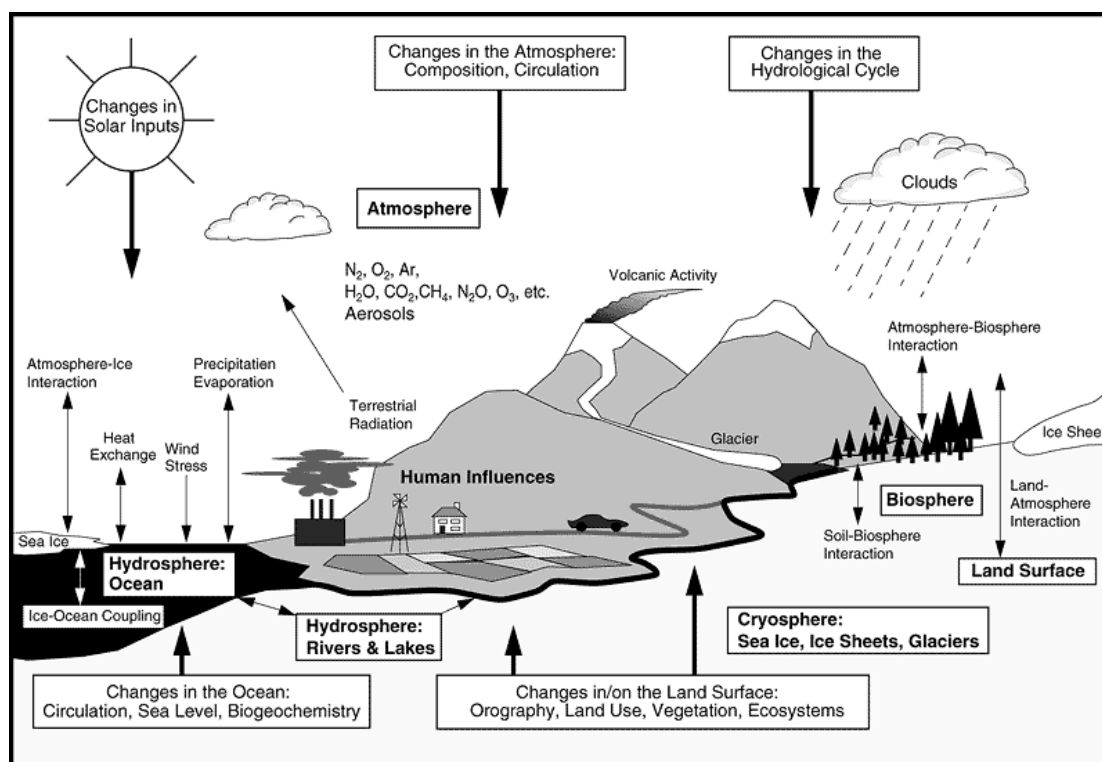 Changes in the Atmosphere:
Composition, Circulation
Changes in the
Hydrological Cycle
Changes in
Solar Inputs
Clouds
Atmosphere
N₂, O₂, Ar,
H₂O, CO₂,CH₄, N₂O, O₃, etc.
Aerosols
Volcanic Activity
Atmosphere-Biosphere
Interaction
Atmosphere-Ice
Interaction
Precipitation
Evaporation
Terrestrial
Radiation
Heat
Exchange
Wind
Stress
Glacier
Ice Sheet
Human Influences
Biosphere
Land-
Atmosphere
Interaction
Soil-Biosphere
Interaction
Sea Ice
Hydrosphere:
Ocean
Land Surface
Ice-Ocean Coupling
Hydrosphere:
Rivers & Lakes
Cryosphere:
Sea Ice, Ice Sheets, Glaciers
Changes in the Ocean:
Circulation, Sea Level, Biogeochemistry
Changes in/on the Land Surface:
Orography, Land Use, Vegetation, Ecosystems